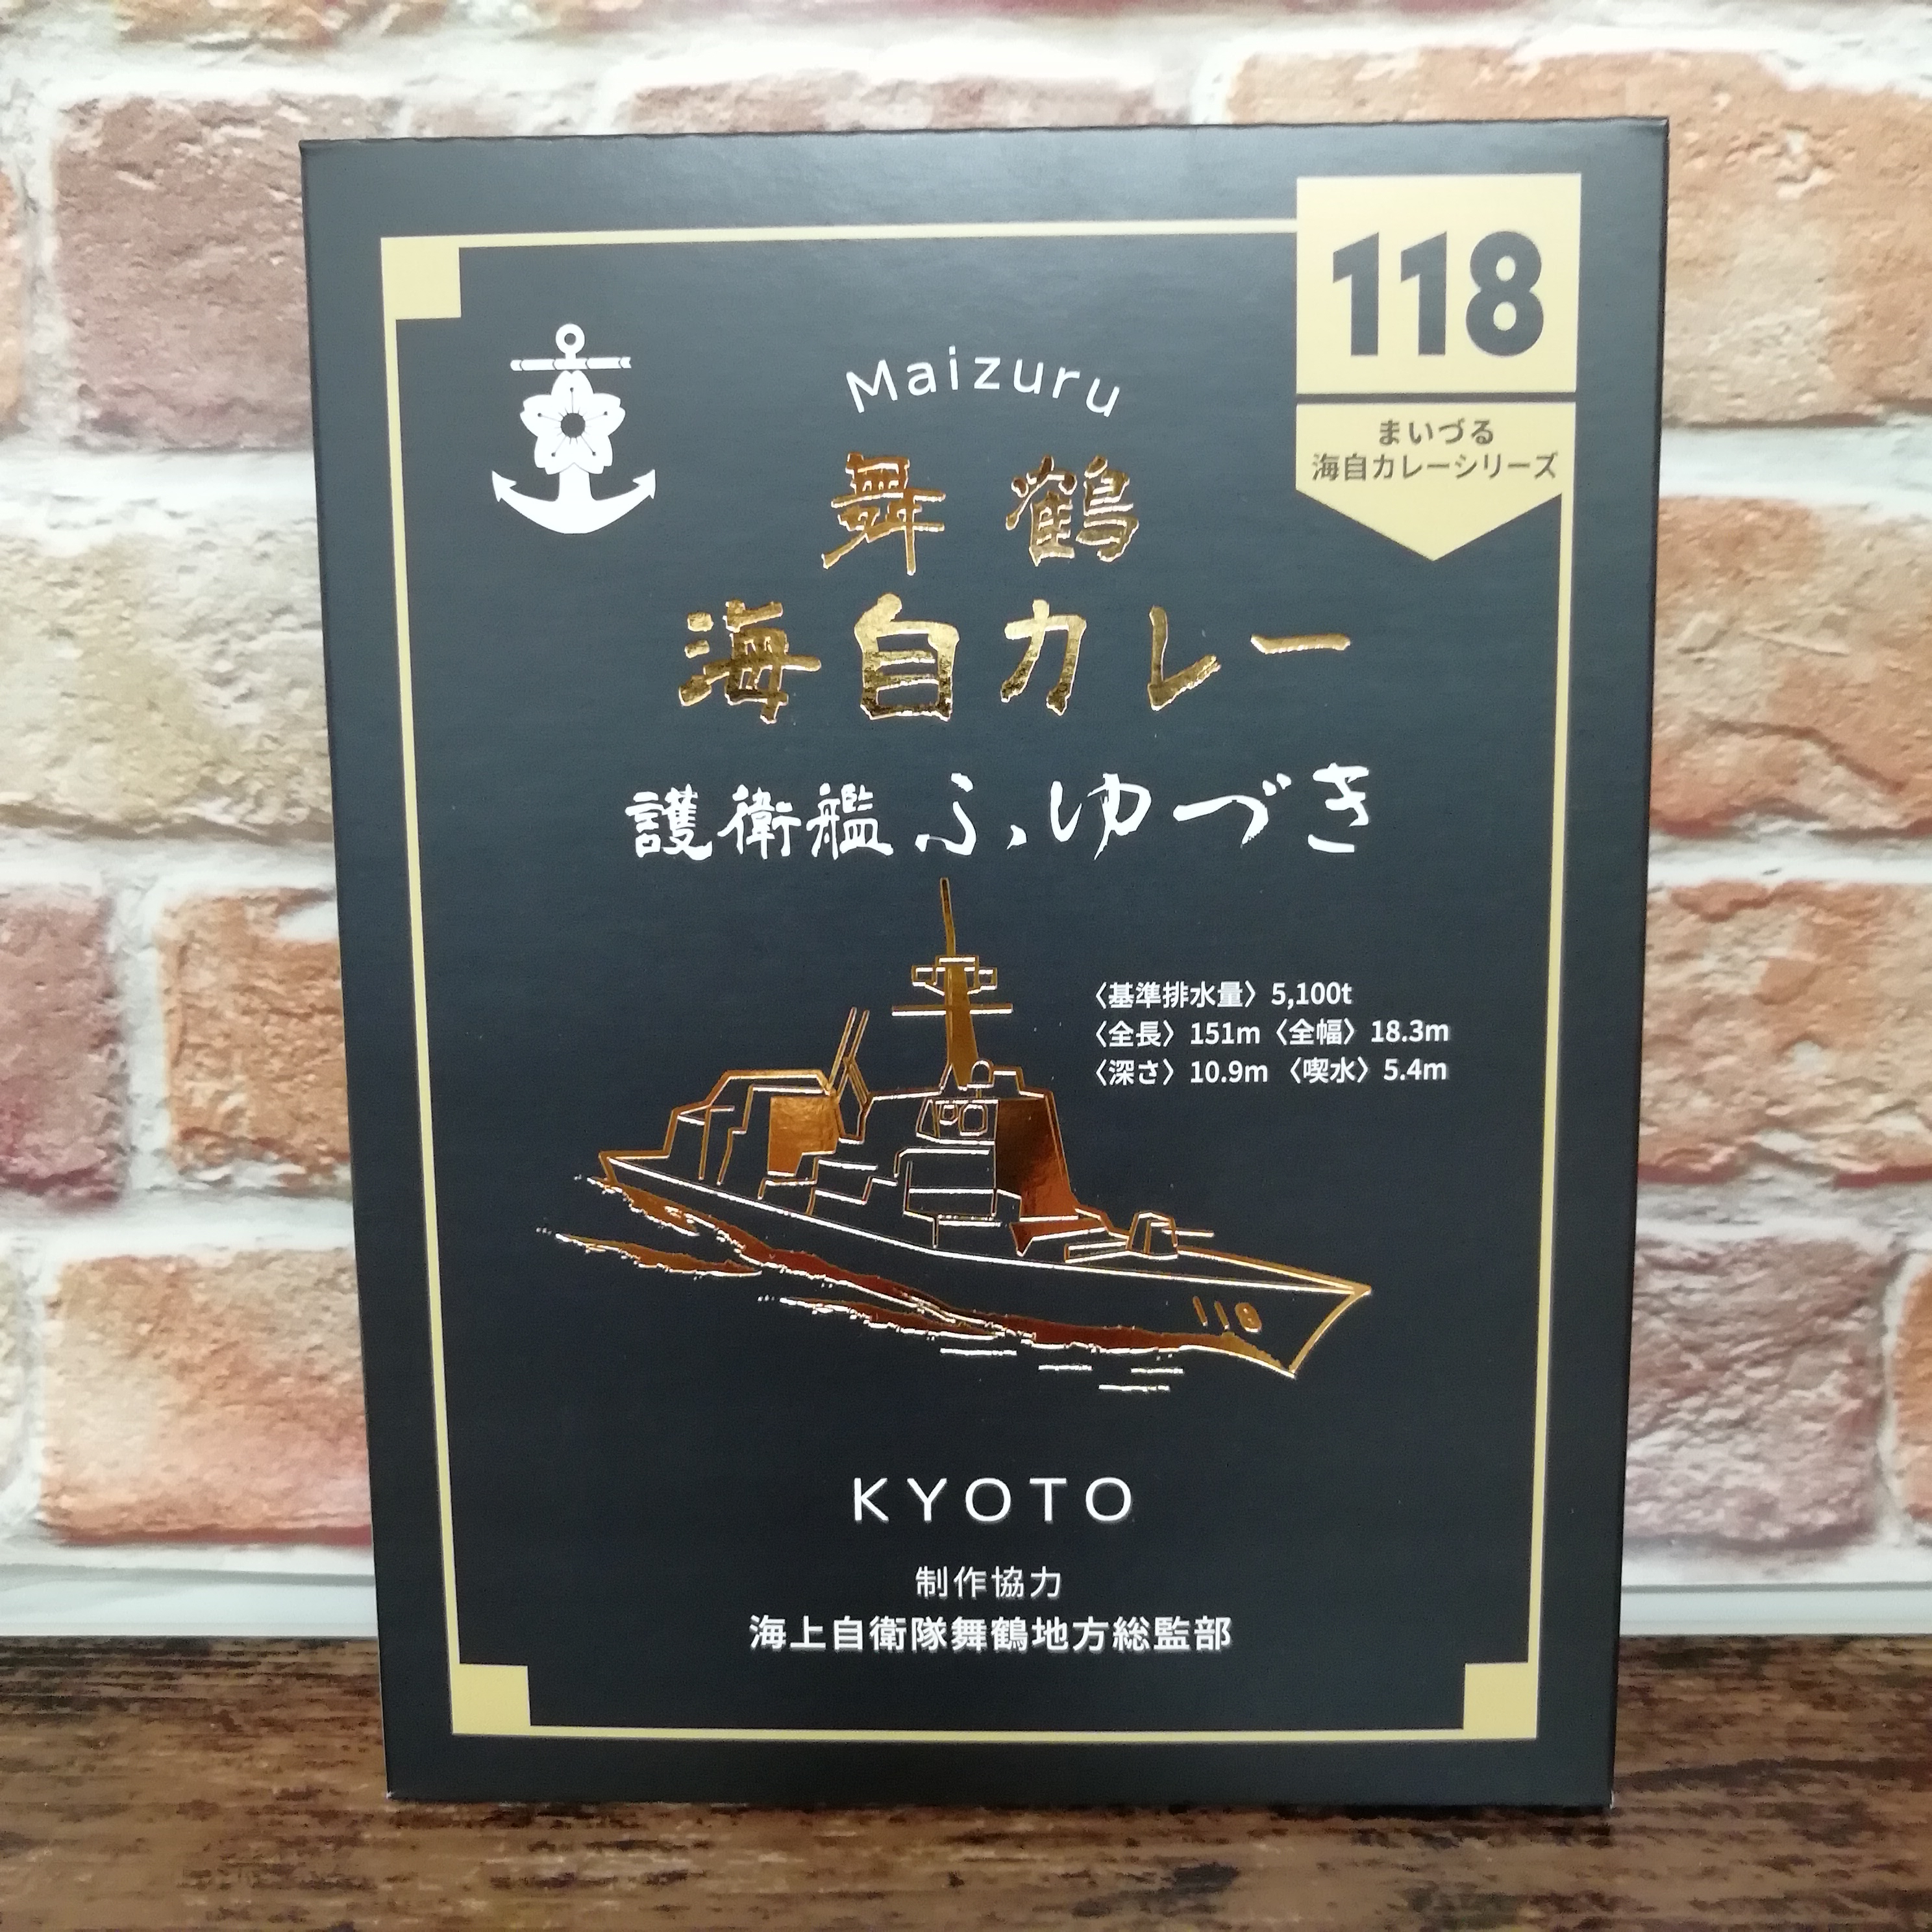 118
まいづる
海自カレーシリーズ
Maizuru
舞鶴
海自カレー
護衛艦ふゆづき
〈基準排水量〉5,100t
〈全長〉151m〈全幅〉18.3m
〈深さ〉10.9m〈喫水〉5.4m
118
KYOTO
制作協力
海上自衛隊舞鶴地方総監部